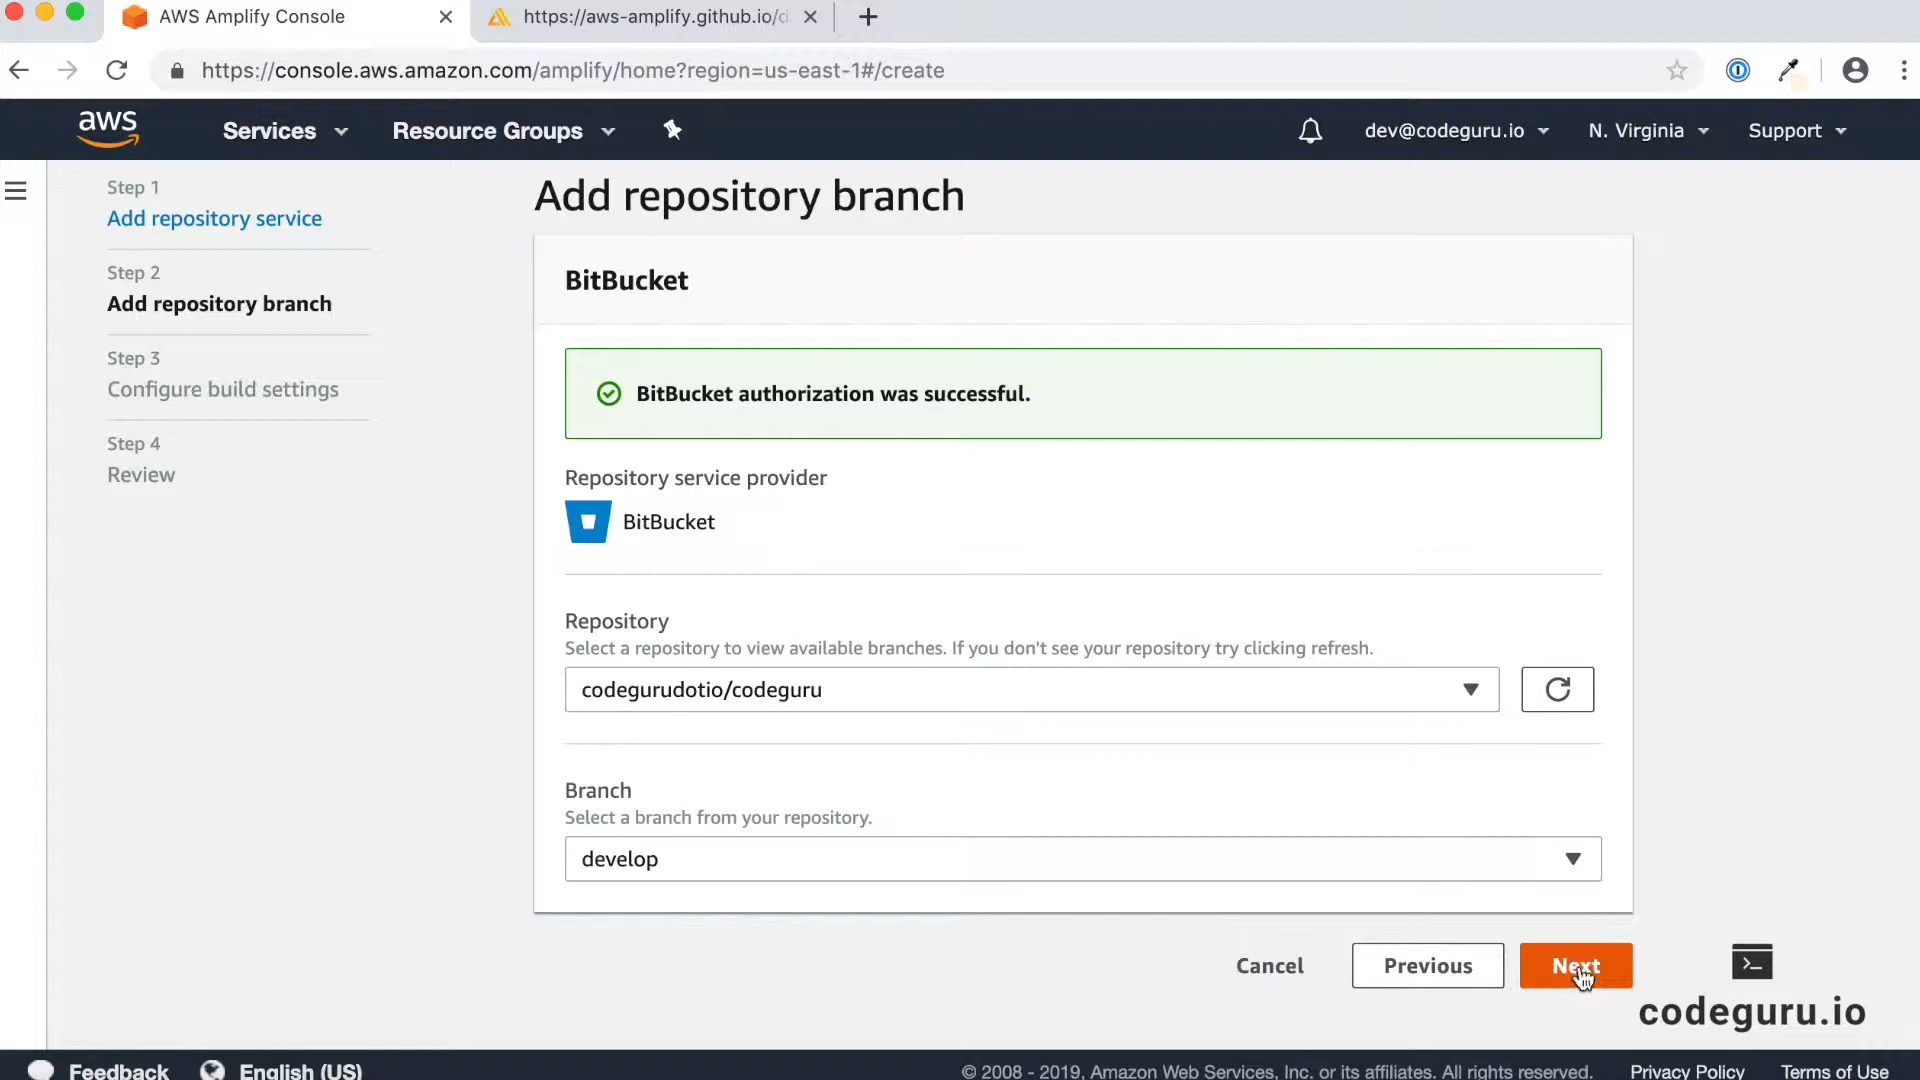 AWS Amplify Console
https://aws-amplify.github.io/d
https://console.aws.amazon.com/amplify/home?region=us-east-1#/create
aws
Services
Resource Groups
dev@codeguru.io
N. Virginia
Support
Step 1
Add repository service
Step 2
Add repository branch
Step 3
Configure build settings
Step 4
Review
Add repository branch
BitBucket
BitBucket authorization was successful.
Repository service provider
BitBucket
Repository
Select a repository to view available branches. If you don't see your repository try clicking refresh.
codegurudotio/codeguru
Branch
Select a branch from your repository.
develop
Cancel
Previous
Next
codeguru.io
Feedback
English (US)
© 2008 - 2019, Amazon Web Services, Inc. or its affiliates. All rights reserved.
Privacy Policy
Terms of Use